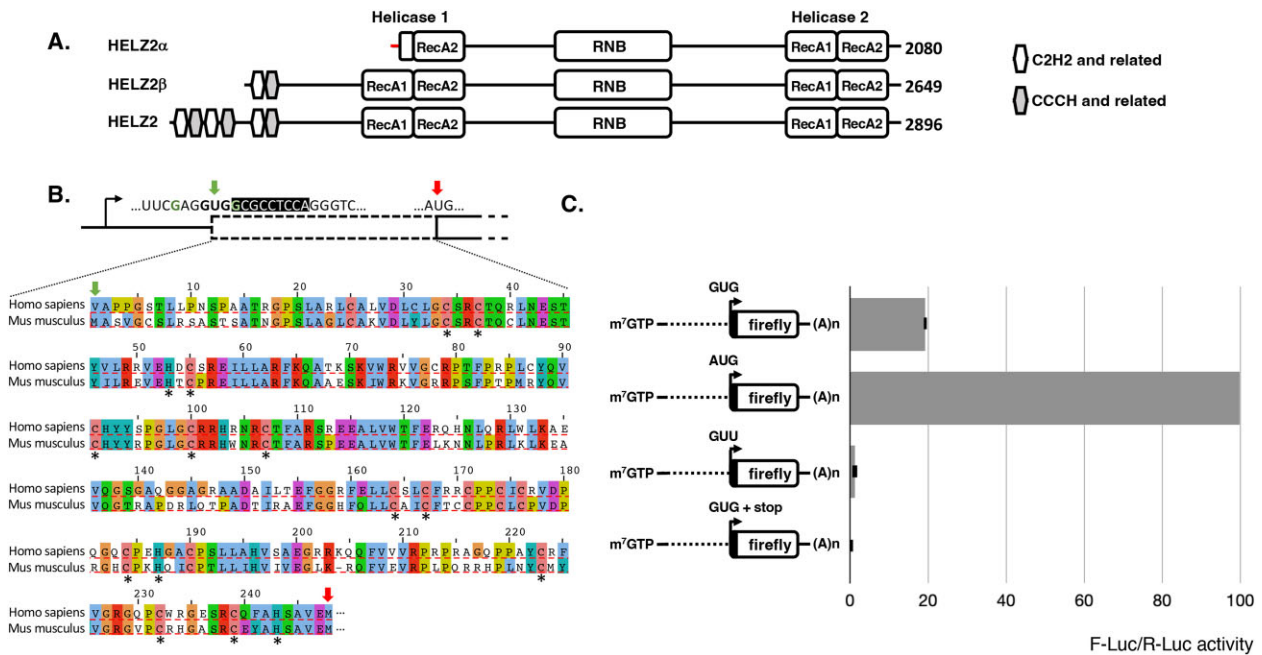 A.
Helicase 1
Helicase 2
HELZ2α RecA2 RNB RecA1 RecA2 2080
HELZ2β RecA1 RecA2 RNB RecA1 RecA2 2649
HELZ2 RecA1 RecA2 RNB RecA1 RecA2 2896
C2H2 and related
CCCH and related
B.
...UUCGAGGUGGCGCCTCCAGGGTC... ...AUG...
10 20 30 40
Homo sapiens VAPPGSTLLPNSPAATRGPSLARLCALVDLCLGCSRCTQRLNEST
Mus musculus MASVGCSLRSASTSATNGPSLAGLCAKVDLYLGCSRCTQCLNEST
* *
50 60 70 80 90
Homo sapiens YVLRRVEHDCSREILLARFKQATKSKVWRVVGCRPTFPRPLCYQV
Mus musculus YILREVEHTCPREILLARFKQAAESKIWRKVGRRPSFPTPMRYQV
* *
100 110 120 130
Homo sapiens CHYYSPGLGCRRHRNRCTFARSREEALVWTFERQHNLQRLWLKAE
Mus musculus CHYYRPGLGCRRHWNRCTFARSPEEALVWTFELKNNLPRLKLKEA
* * *
140 150 160 170 180
Homo sapiens VQGSGAQGGAGRAADAILTEFGGRFELLCSLCFRRCPPCICRVDP
Mus musculus VQGTRAPDRLQTPADTIRAEFGGHFQLLCAICFTCCPPCLCPVDP
* *
190 200 210 220
Homo sapiens QGQCPEHGACPSLLAHVSAEGRRKQQFVVVRPRPRAGQPPAYCRF
Mus musculus RGHCPKHQICPTLLIHVIVEGLK-RQFVEVRPLPQRRHPLNYCMY
* * *
230 240
Homo sapiens VGRGQPCWRGESRCQFAHSAVEM ...
Mus musculus VGRGVPCRHGASRCEYAHSAVEM ...
* * *
C.
GUG
m⁷GTP firefly (A)n
AUG
m⁷GTP firefly (A)n
GUU
m⁷GTP firefly (A)n
GUG + stop
m⁷GTP firefly (A)n
0 20 40 60 80 100
F-Luc/R-Luc activity